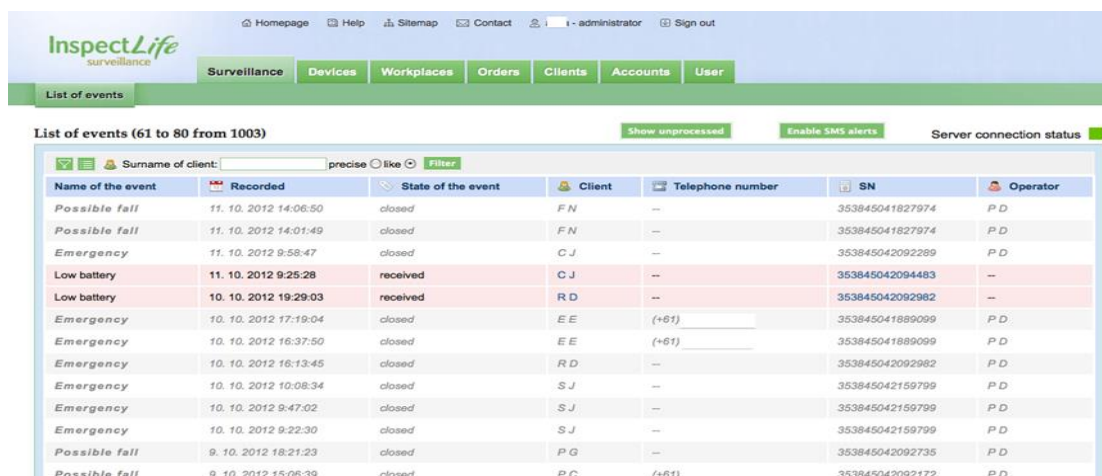 Homepage Help Sitemap Contact - administrator Sign out
InspectLife
surveillance
Surveillance Devices Workplaces Orders Clients Accounts User
List of events
List of events (61 to 80 from 1003) Show unprocessed Enable SMS alerts Server connection status
Surname of client: precise like Filter
Name of the event Recorded State of the event Client Telephone number SN Operator
Possible fall 11. 10. 2012 14:06:50 closed F N -- 353845041827974 P D
Possible fall 11. 10. 2012 14:01:49 closed F N -- 353845041827974 P D
Emergency 11. 10. 2012 9:58:47 closed C J -- 353845042092289 P D
Low battery 11. 10. 2012 9:25:28 received C J -- 353845042094483 --
Low battery 10. 10. 2012 19:29:03 received R D -- 353845042092982 --
Emergency 10. 10. 2012 17:19:04 closed E E (+61) 353845041889099 P D
Emergency 10. 10. 2012 16:37:50 closed E E (+61) 353845041889099 P D
Emergency 10. 10. 2012 16:13:45 closed R D -- 353845042092982 P D
Emergency 10. 10. 2012 10:08:34 closed S J -- 353845042159799 P D
Emergency 10. 10. 2012 9:47:02 closed S J -- 353845042159799 P D
Emergency 10. 10. 2012 9:22:30 closed S J -- 353845042159799 P D
Possible fall 9. 10. 2012 18:21:23 closed P G -- 353845042092735 P D
Possible fall 9. 10. 2012 15:06:39 closed P C (+61) 353845042092172 P D